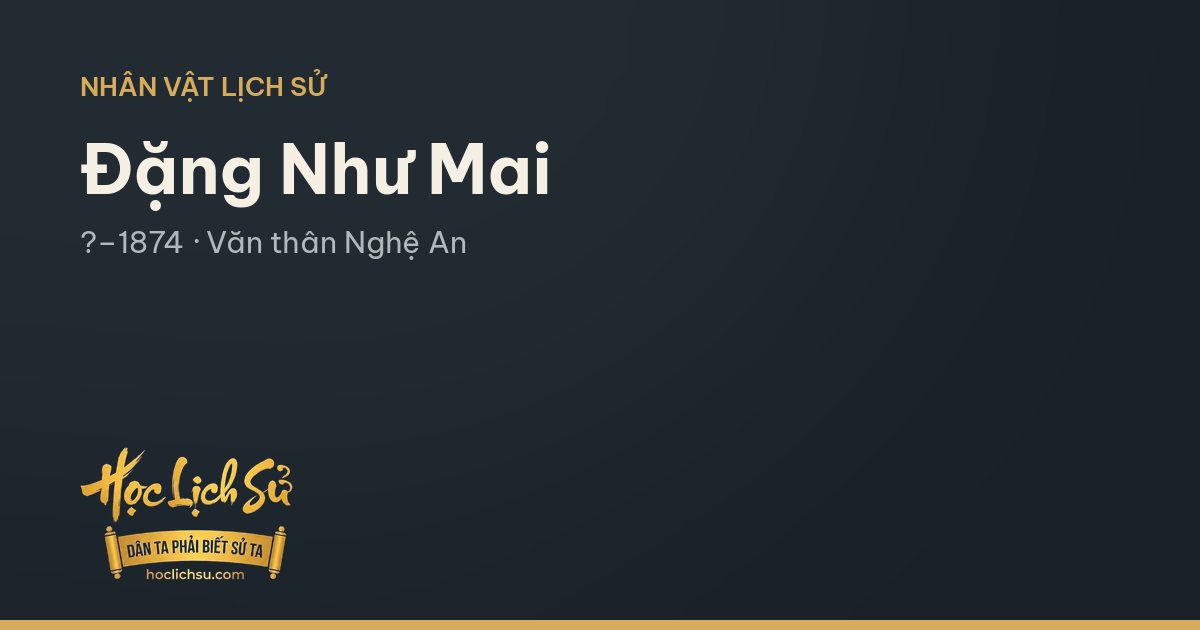 NHÂN VẬT LỊCH SỬ
Đặng Như Mai
?–1874 · Văn thân Nghệ An
Học Lịch Sử
DÂN TA PHẢI BIẾT SỬ TA
hoclichsu.com